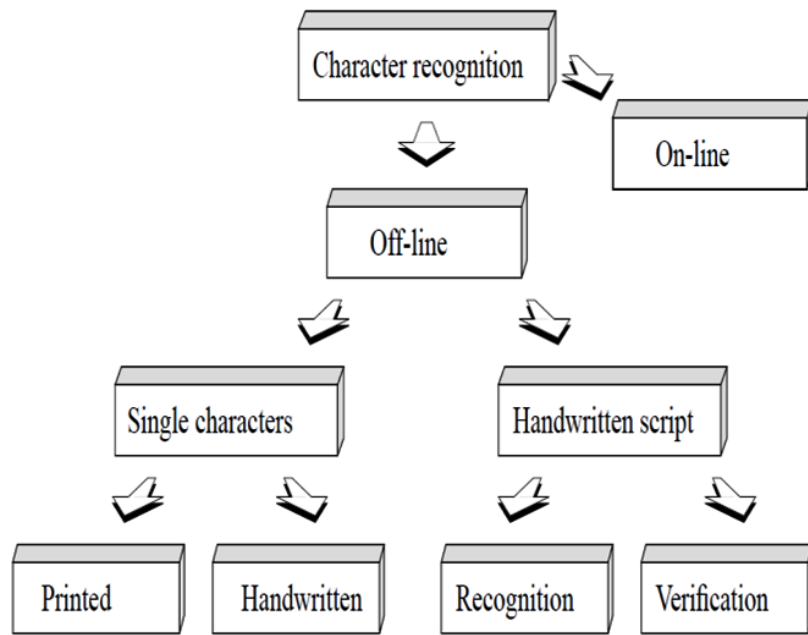 Character recognition
On-line
Off-line
Single characters
Handwritten script
Printed
Handwritten
Recognition
Verification